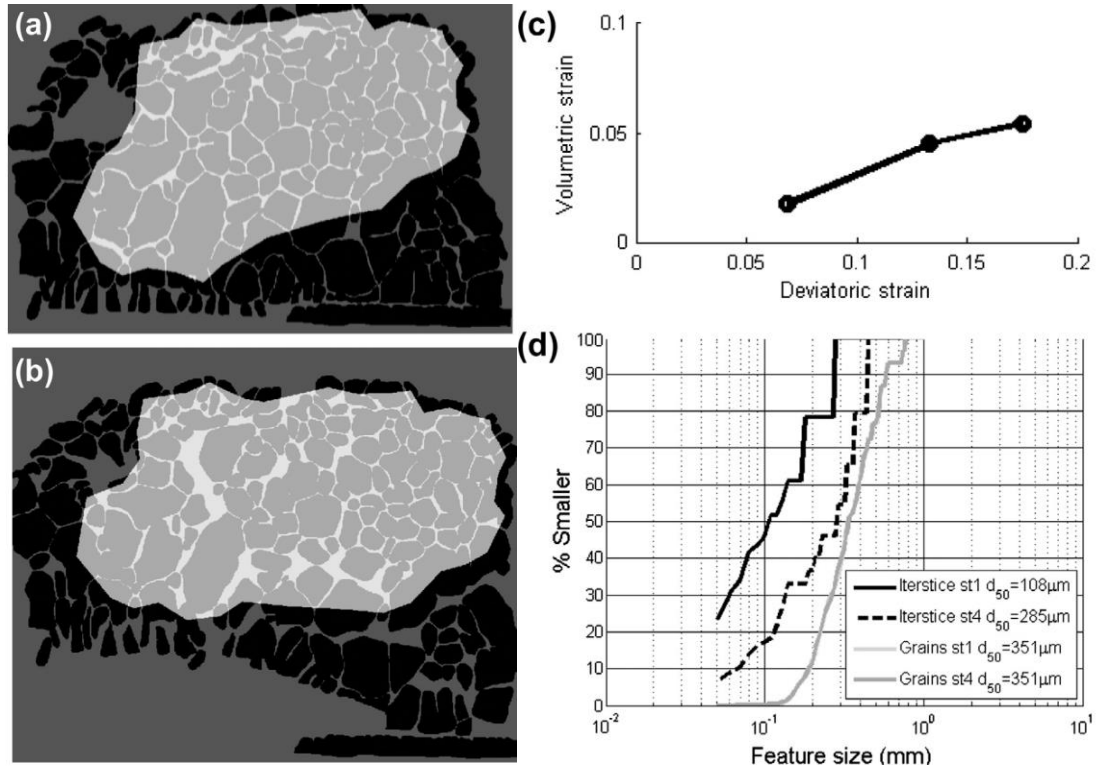 (a)
(b)
(c)
0.1
0.05
0
Volumetric strain
0
0.05
0.1
0.15
0.2
Deviatoric strain
(d)
100
90
80
70
60
50
40
30
20
10
0
% Smaller
Iterstice st1 d50=108µm
Iterstice st4 d50=285µm
Grains st1 d50=351µm
Grains st4 d50=351µm
10-2
10-1
100
101
Feature size (mm)